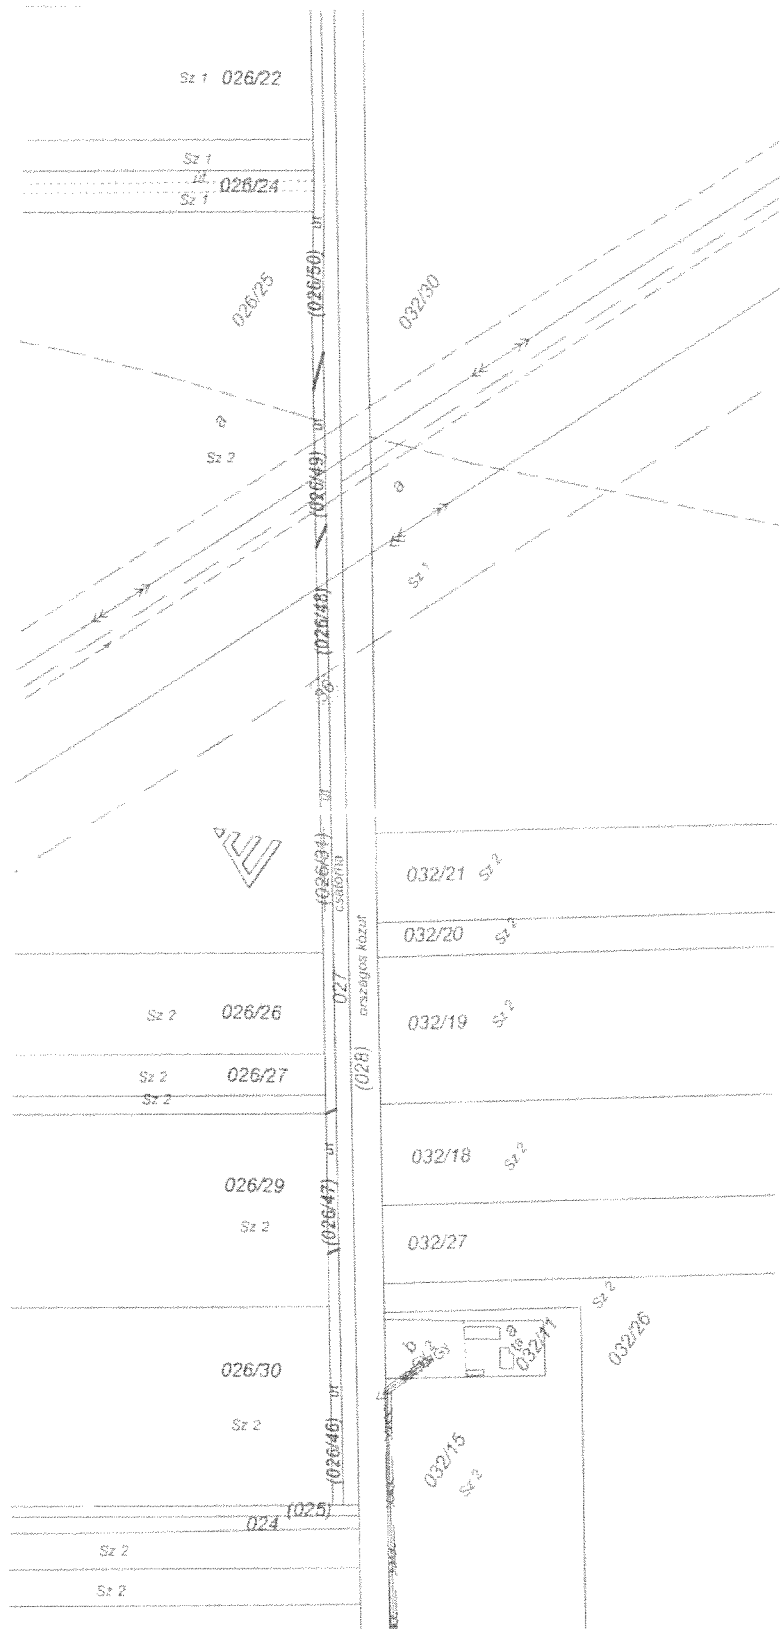 Sz 1 026/22
Sz 1
út
026/24
Sz 1
út
(026/50)
026/25
032/30
a
Sz 2
út
(026/49)
a
Sz 1
(026/48)
út
(026/31)
csatorna
032/21 Sz 2
032/20 Sz 2
országos közút
027
Sz 2 026/26
032/19 Sz 2
(028)
Sz 2 026/27
Sz 2
út
032/18 Sz 2
026/29
(026/47)
Sz 2
032/27
Sz 2
032/26
b
a
032/11
026/30
út
Sz 2
(026/46)
032/15
Sz 2
(025)
024
Sz 2
Sz 2